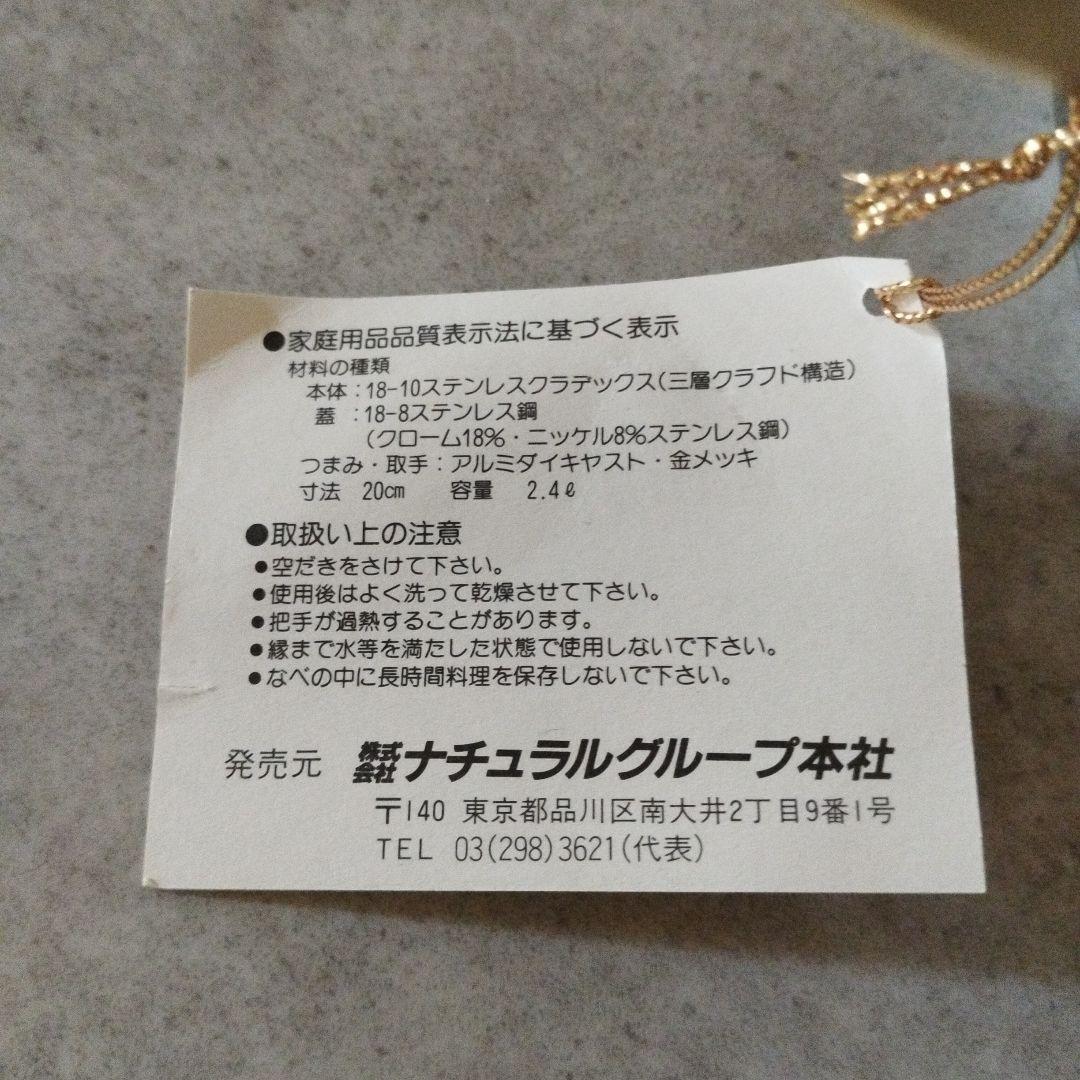 ●家庭用品品質表示法に基づく表示
材料の種類
本体：18-10ステンレスクラデックス(三層クラフド構造)
蓋：18-8ステンレス鋼
(クローム18%・ニッケル8%ステンレス鋼)
つまみ・取手：アルミダイキヤスト・金メッキ
寸法 20cm 容量 2.4ℓ
●取扱い上の注意
●空だきをさけて下さい。
●使用後はよく洗って乾燥させて下さい。
●把手が過熱することがあります。
●縁まで水等を満たした状態で使用しないで下さい。
●なべの中に長時間料理を保存しないで下さい。
発売元 株式会社ナチュラルグループ本社
〒140 東京都品川区南大井2丁目9番1号
TEL 03(298)3621(代表)